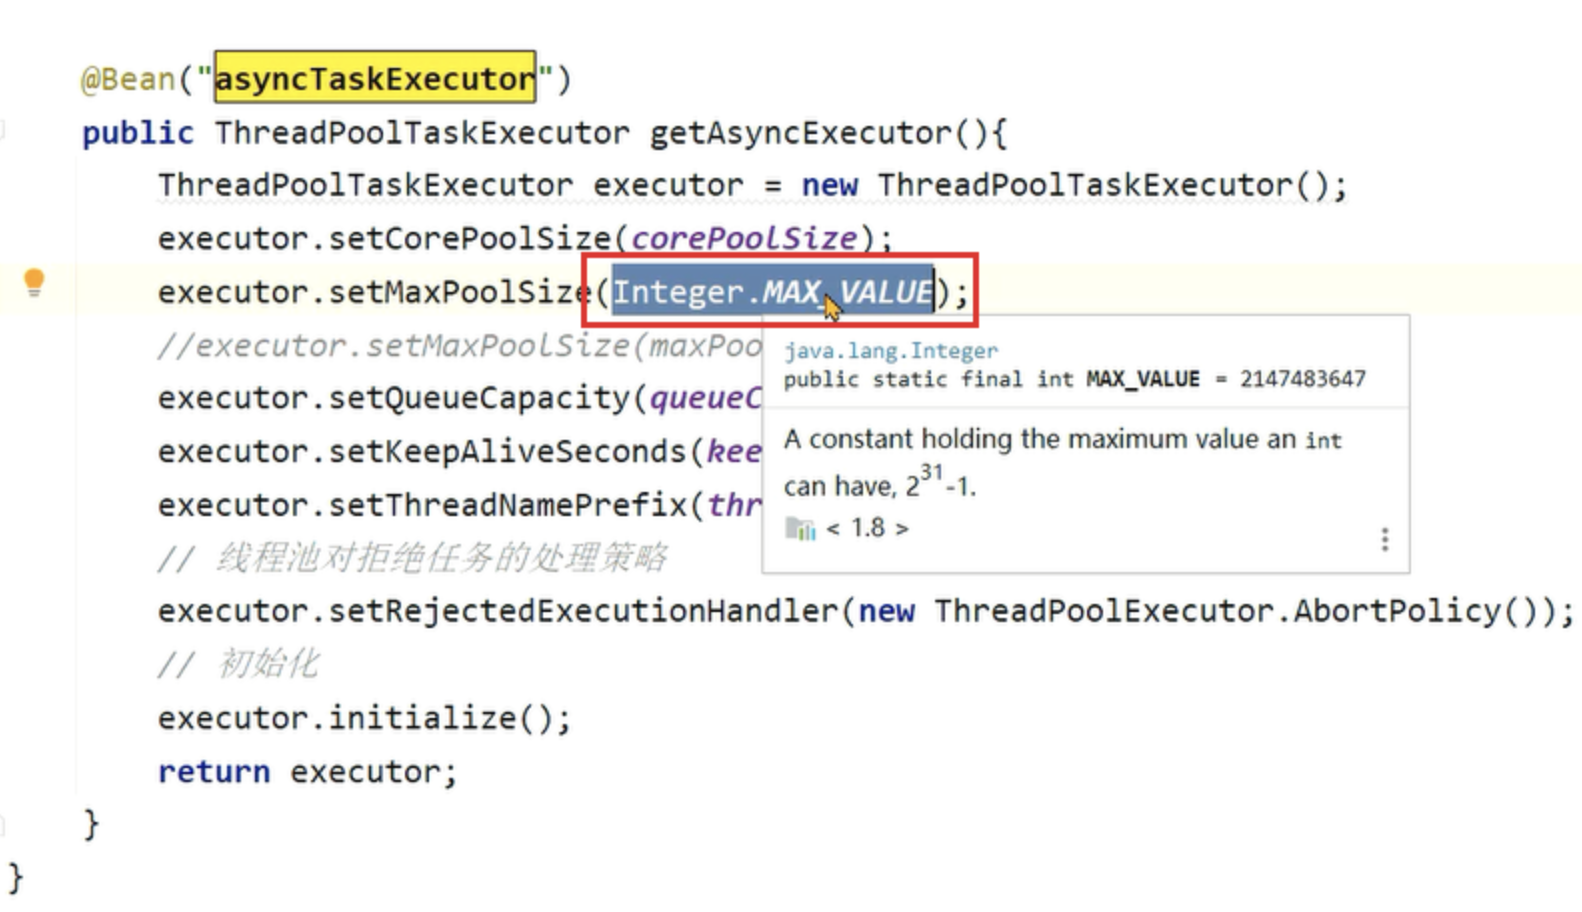 @Bean("asyncTaskExecutor")
public ThreadPoolTaskExecutor getAsyncExecutor(){
ThreadPoolTaskExecutor executor = new ThreadPoolTaskExecutor();
executor.setCorePoolSize(corePoolSize);
executor.setMaxPoolSize(Integer.MAX_VALUE);
//executor.setMaxPoolSize(maxPoo
executor.setQueueCapacity(queueC
executor.setKeepAliveSeconds(kee
executor.setThreadNamePrefix(thr
java.lang.Integer
public static final int MAX_VALUE = 2147483647
A constant holding the maximum value an int
can have, 2^31-1.
< 1.8 >
// 线程池对拒绝任务的处理策略
executor.setRejectedExecutionHandler(new ThreadPoolExecutor.AbortPolicy());
// 初始化
executor.initialize();
return executor;
}
}